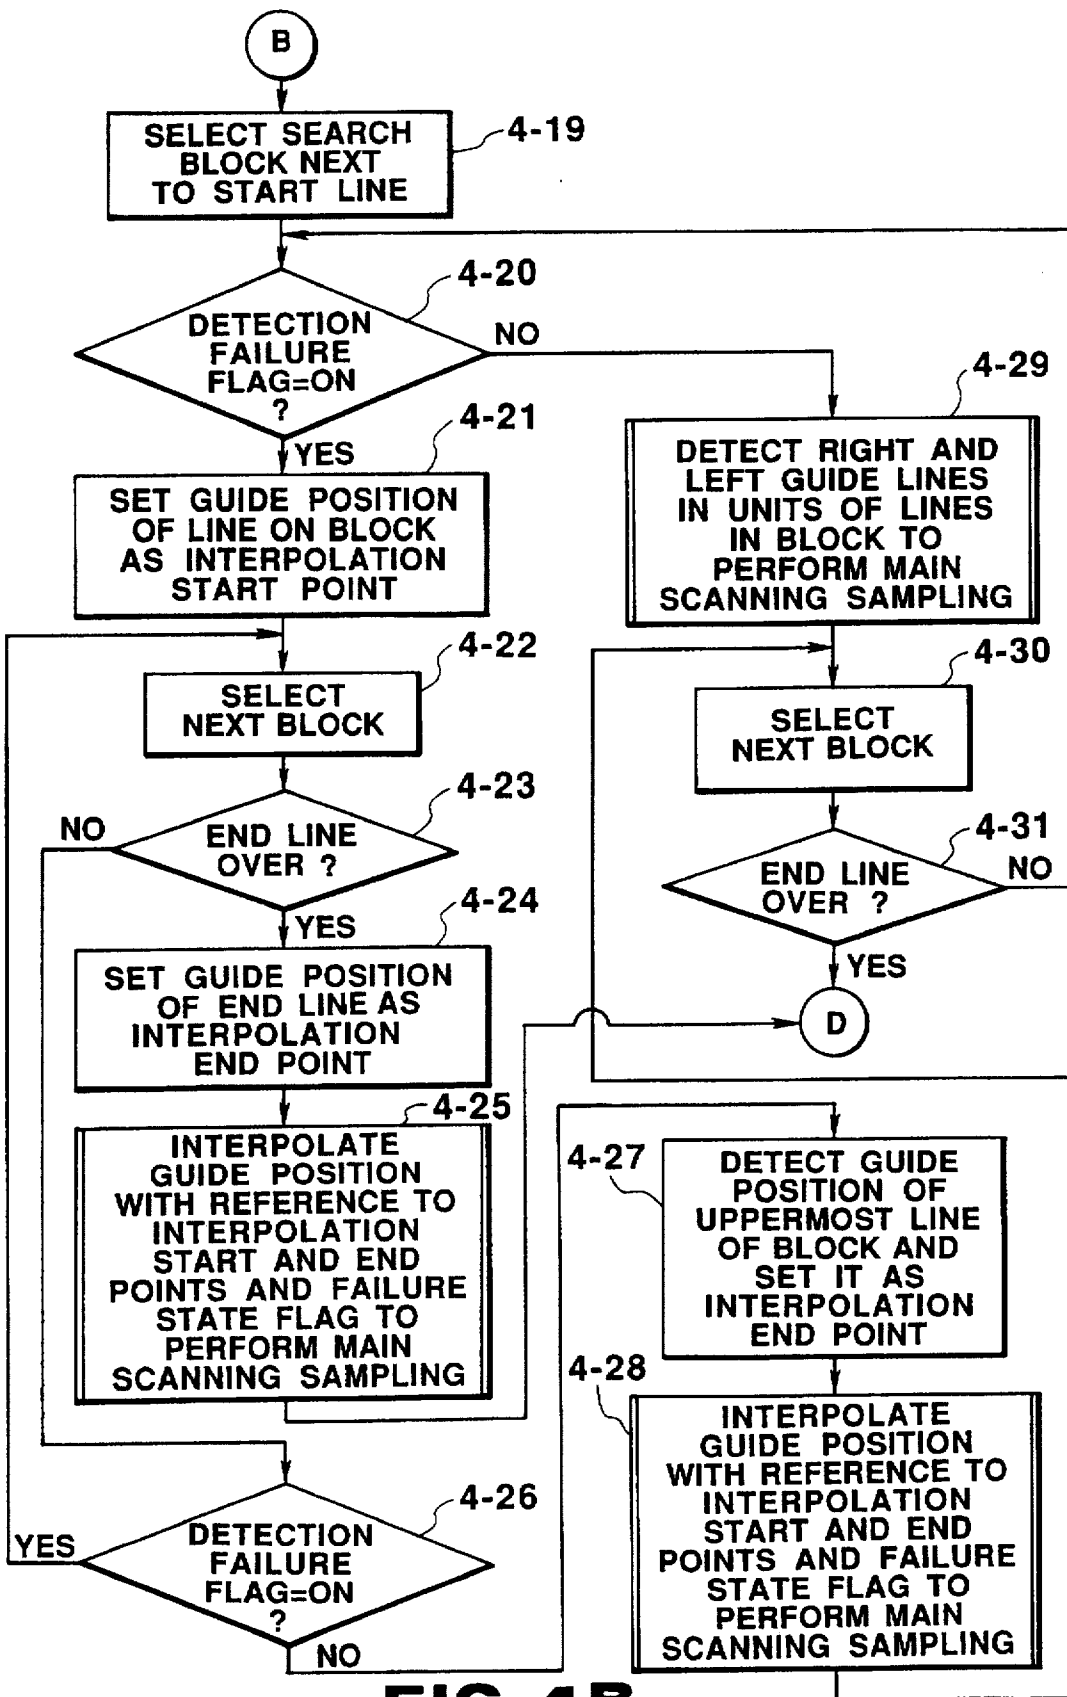 B
SELECT SEARCH
BLOCK NEXT
TO START LINE
4-19
4-20
DETECTION
FAILURE
FLAG=ON
?
NO
YES
4-21
SET GUIDE POSITION
OF LINE ON BLOCK
AS INTERPOLATION
START POINT
4-22
SELECT
NEXT BLOCK
4-23
END LINE
OVER ?
NO
YES
4-24
SET GUIDE POSITION
OF END LINE AS
INTERPOLATION
END POINT
4-25
INTERPOLATE
GUIDE POSITION
WITH REFERENCE TO
INTERPOLATION
START AND END
POINTS AND FAILURE
STATE FLAG TO
PERFORM MAIN
SCANNING SAMPLING
4-26
DETECTION
FAILURE
FLAG=ON
?
YES
NO
4-29
DETECT RIGHT AND
LEFT GUIDE LINES
IN UNITS OF LINES
IN BLOCK TO
PERFORM MAIN
SCANNING SAMPLING
4-30
SELECT
NEXT BLOCK
4-31
END LINE
OVER ?
NO
YES
D
4-27
DETECT GUIDE
POSITION OF
UPPERMOST LINE
OF BLOCK AND
SET IT AS
INTERPOLATION
END POINT
4-28
INTERPOLATE
GUIDE POSITION
WITH REFERENCE TO
INTERPOLATION
START AND END
POINTS AND FAILURE
STATE FLAG TO
PERFORM MAIN
SCANNING SAMPLING
FIG.4B